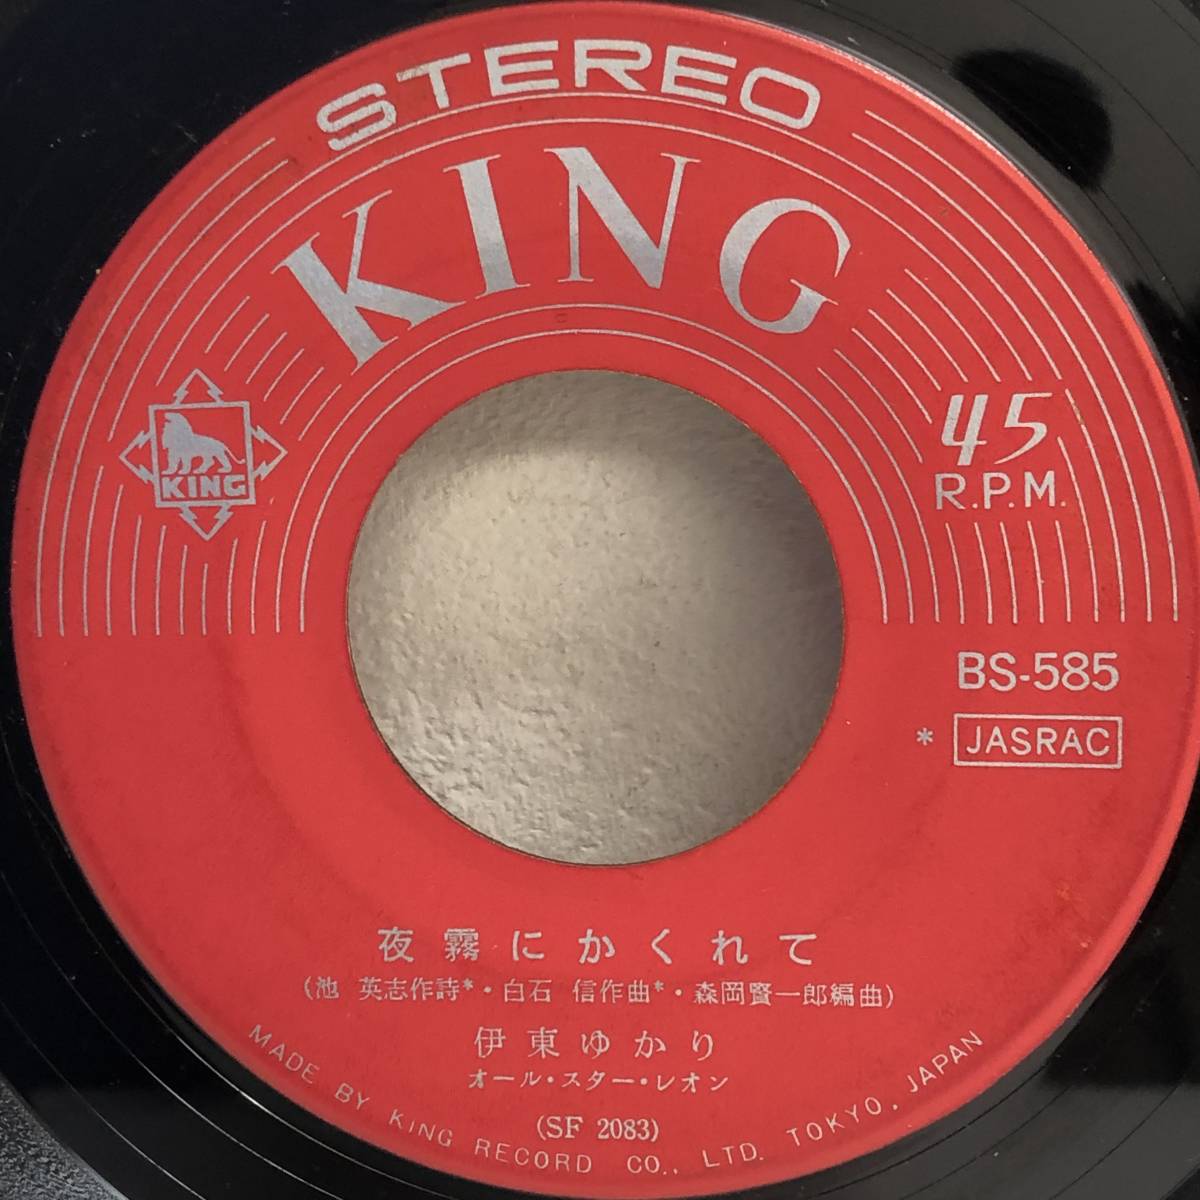 STEREO
KING
KING
45
R.P.M.
BS-585
* JASRAC
夜霧にかくれて
(池 英志作詩*・白石 信作曲*・森岡賢一郎編曲)
伊東ゆかり
オール・スター・レオン
(SF 2083)
MADE BY KING RECORD CO., LTD. TOKYO, JAPAN